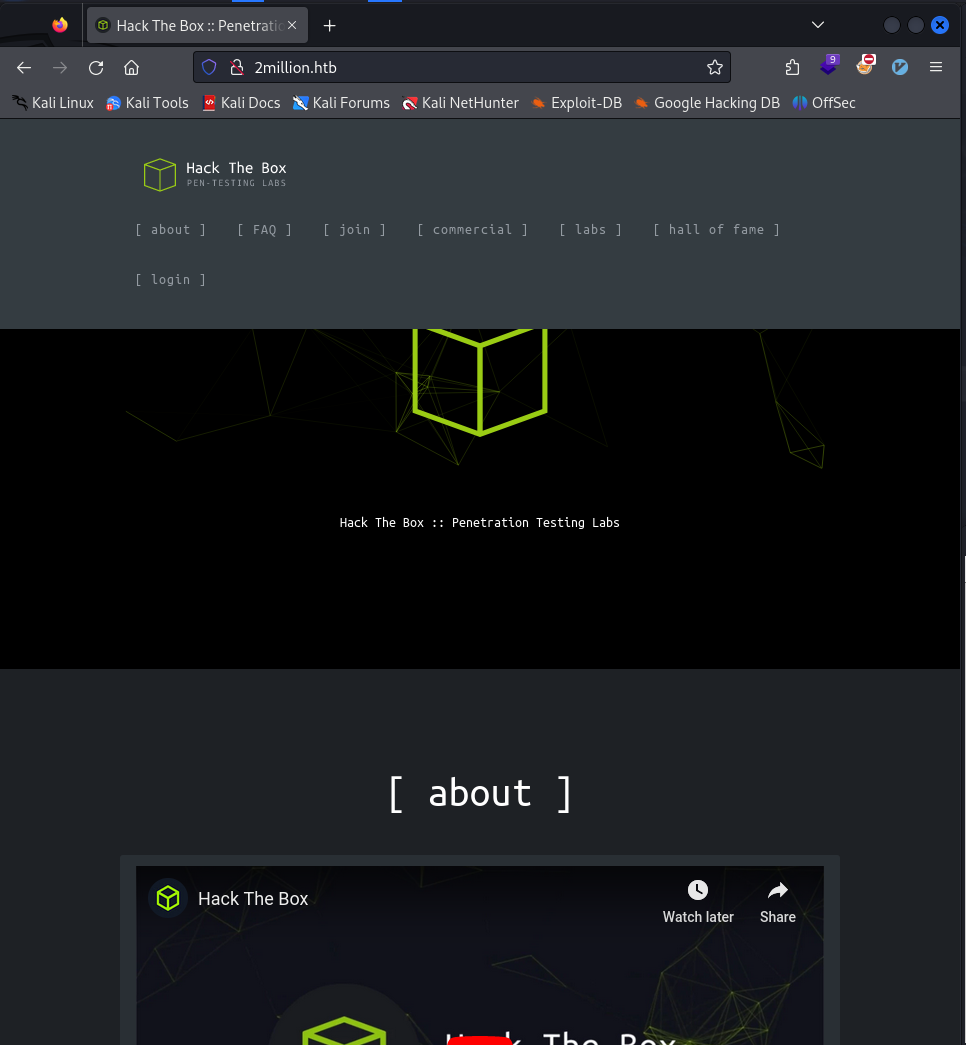 Hack The Box :: Penetratio
2million.htb
9
Kali Linux Kali Tools Kali Docs Kali Forums Kali NetHunter Exploit-DB Google Hacking DB OffSec
Hack The Box
PEN-TESTING LABS
[ about ] [ FAQ ] [ join ] [ commercial ] [ labs ] [ hall of fame ]
[ login ]
Hack The Box :: Penetration Testing Labs
[ about ]
Hack The Box
Watch later Share
Hack The Box